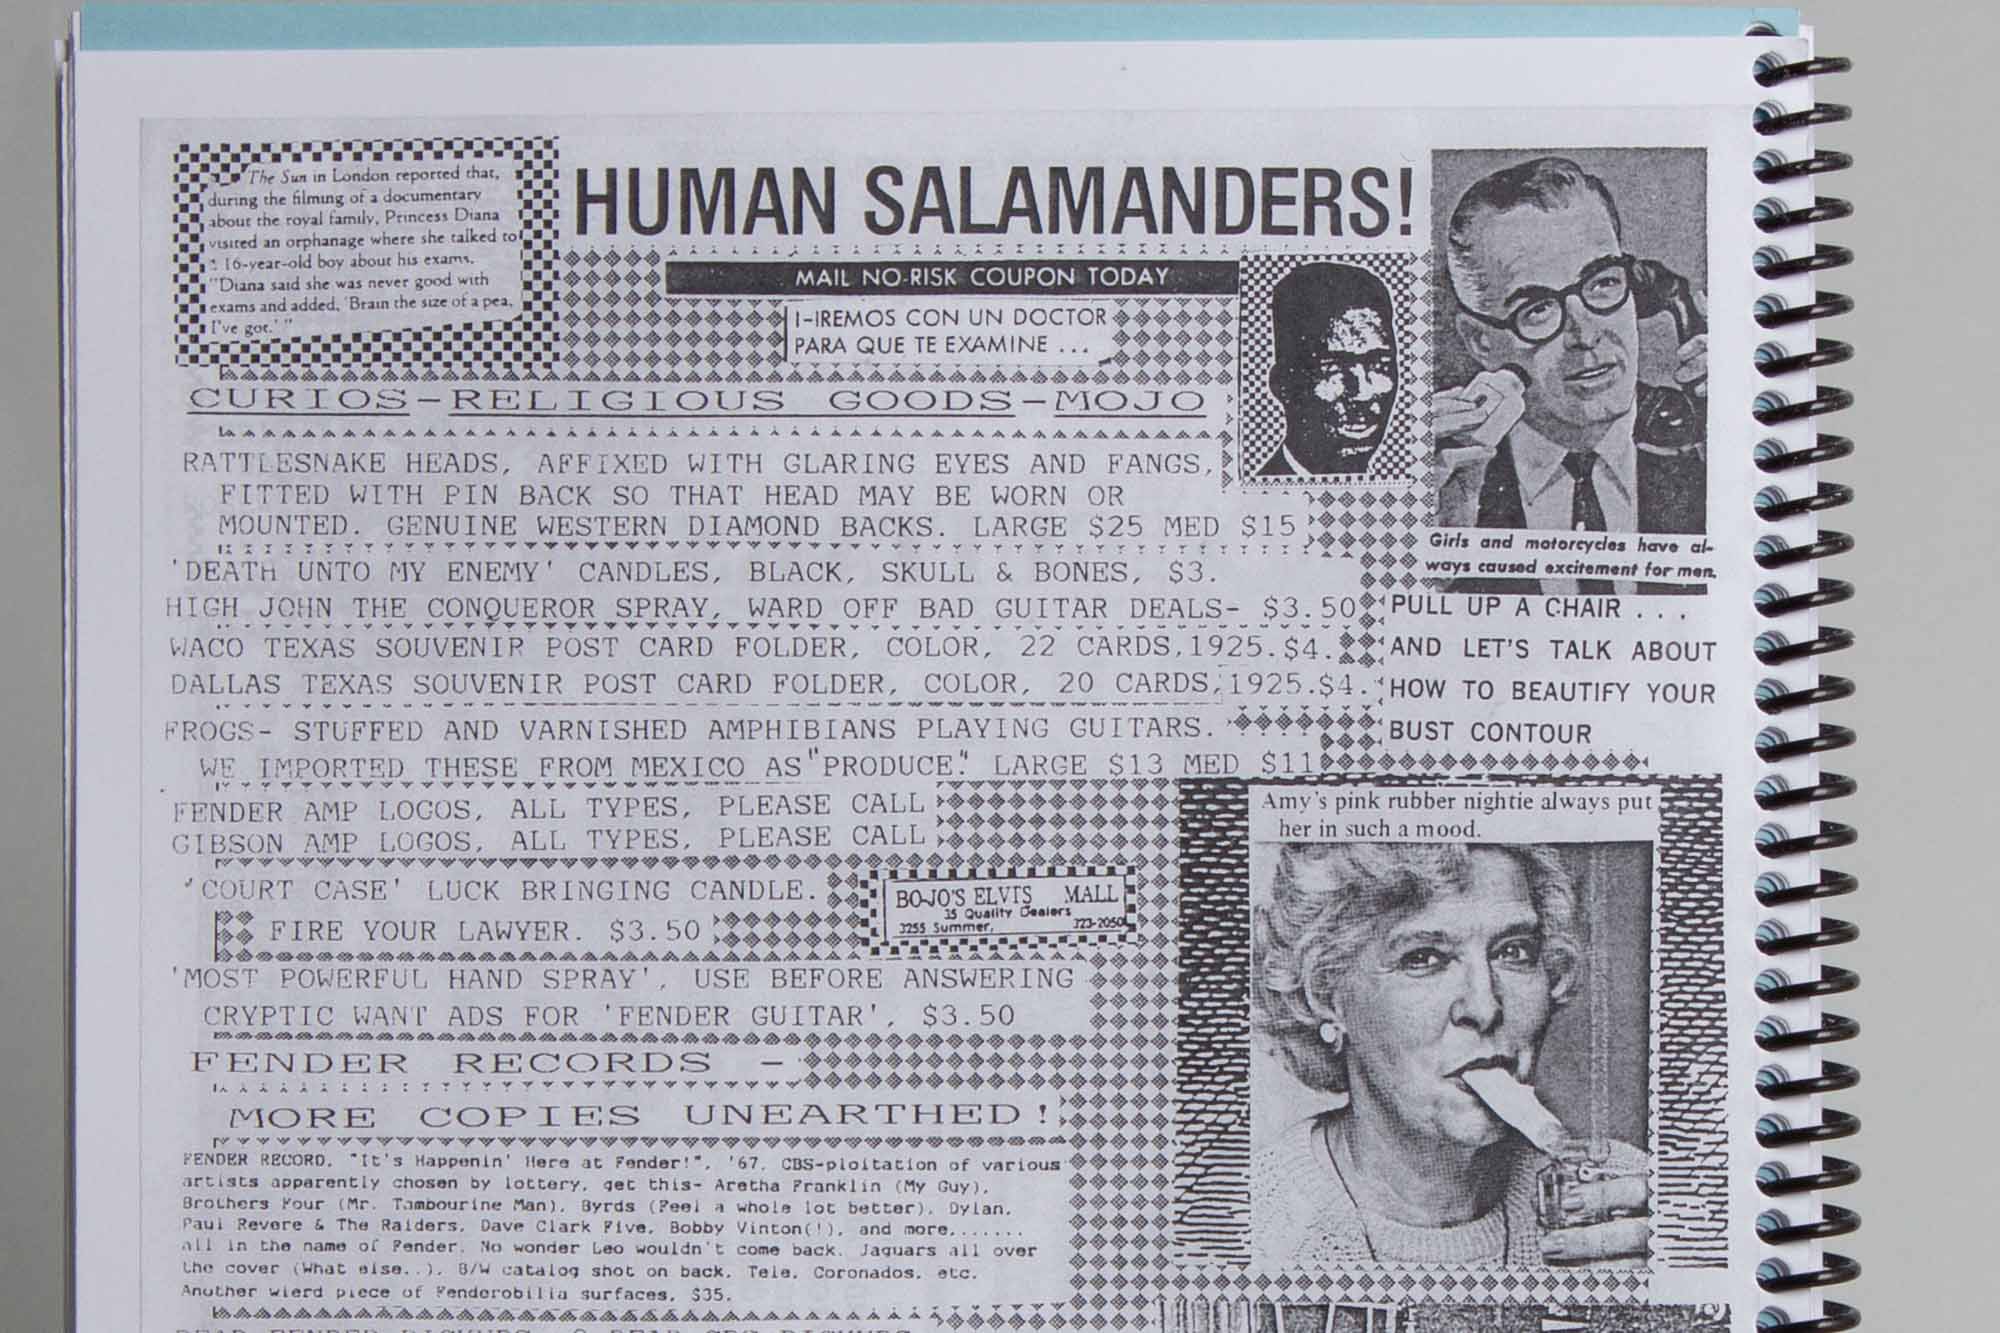 The Sun in London reported that,
during the filming of a documentary
about the royal family, Princess Diana
visited an orphanage where she talked to
16-year-old boy about his exams.
"Diana said she was never good with
exams and added, 'Brain the size of a pea,
I've got.' "
HUMAN SALAMANDERS!
MAIL NO-RISK COUPON TODAY
I-IREMOS CON UN DOCTOR
PARA QUE TE EXAMINE ...
CURIOS-RELIGIOUS GOODS-MOJO
RATTLESNAKE HEADS, AFFIXED WITH GLARING EYES AND FANGS,
FITTED WITH PIN BACK SO THAT HEAD MAY BE WORN OR
MOUNTED. GENUINE WESTERN DIAMOND BACKS. LARGE $25 MED $15
'DEATH UNTO MY ENEMY' CANDLES, BLACK, SKULL & BONES, $3.
HIGH JOHN THE CONQUEROR SPRAY, WARD OFF BAD GUITAR DEALS- $3.50
WACO TEXAS SOUVENIR POST CARD FOLDER, COLOR, 22 CARDS,1925.$4.
DALLAS TEXAS SOUVENIR POST CARD FOLDER, COLOR, 20 CARDS,1925.$4.
FROGS- STUFFED AND VARNISHED AMPHIBIANS PLAYING GUITARS.
WE IMPORTED THESE FROM MEXICO AS "PRODUCE." LARGE $13 MED $11
FENDER AMP LOGOS, ALL TYPES, PLEASE CALL
GIBSON AMP LOGOS, ALL TYPES, PLEASE CALL
'COURT CASE' LUCK BRINGING CANDLE.
FIRE YOUR LAWYER. $3.50
BO-JO'S ELVIS MALL
35 Quality Dealers
3255 Summer, 323-2050
'MOST POWERFUL HAND SPRAY', USE BEFORE ANSWERING
CRYPTIC WANT ADS FOR 'FENDER GUITAR', $3.50
FENDER RECORDS -
MORE COPIES UNEARTHED!
FENDER RECORD, "It's Happenin' Here at Fender!", '67. CBS-ploitation of various
artists apparently chosen by lottery, get this- Aretha Franklin (My Guy),
Brothers Four (Mr. Tambourine Man), Byrds (Feel a whole lot better), Dylan,
Paul Revere & The Raiders, Dave Clark Five, Bobby Vinton(!), and more.......
all in the name of Fender. No wonder Leo wouldn't come back. Jaguars all over
the cover (What else..). B/W catalog shot on back. Tele, Coronados, etc.
Another wierd piece of Fenderobilia surfaces, $35.
Girls and motorcycles have al-
ways caused excitement for men.
PULL UP A CHAIR ...
AND LET'S TALK ABOUT
HOW TO BEAUTIFY YOUR
BUST CONTOUR
Amy's pink rubber nightie always put
her in such a mood.